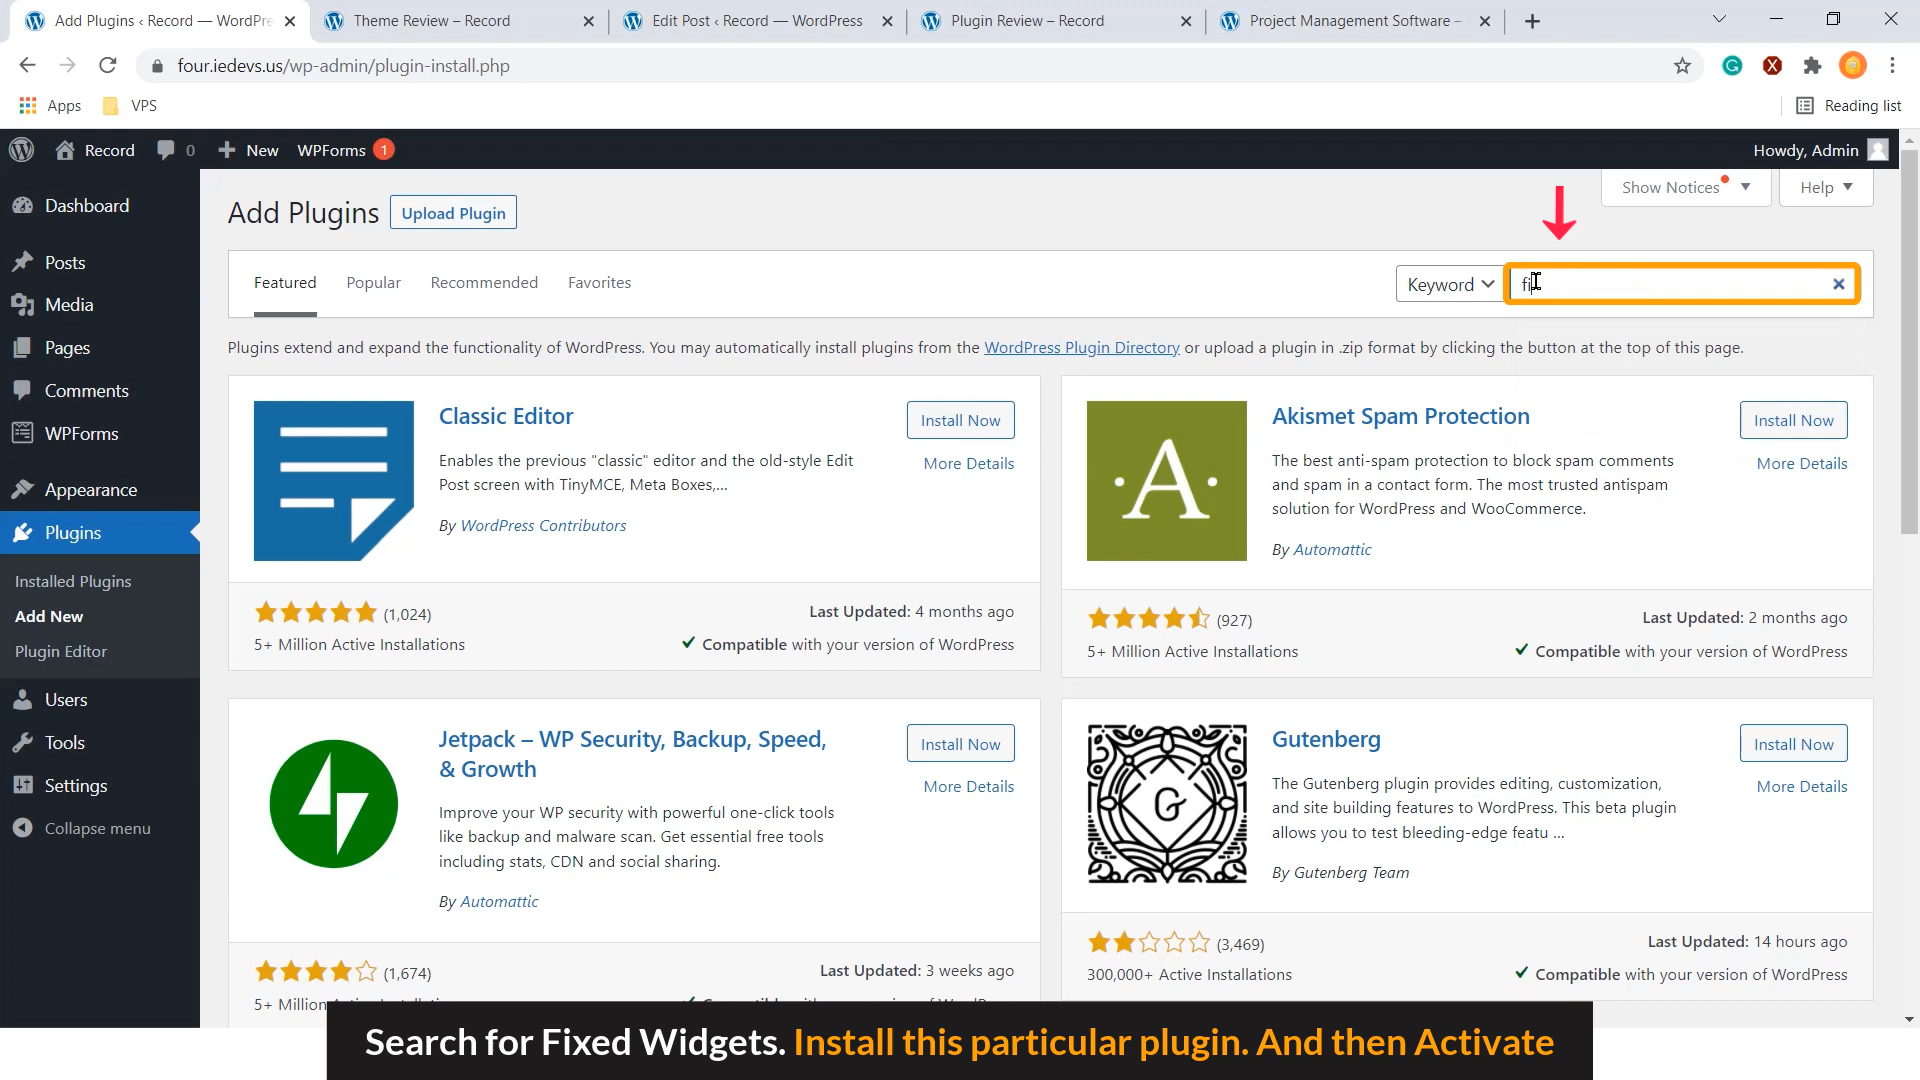 Add Plugins ‹ Record — WordPre
Theme Review – Record
Edit Post ‹ Record — WordPress
Plugin Review – Record
Project Management Software –
four.iedevs.us/wp-admin/plugin-install.php
Apps
VPS
Reading list
Record
0
New
WPForms
1
Howdy, Admin
Dashboard
Posts
Media
Pages
Comments
WPForms
Appearance
Plugins
Installed Plugins
Add New
Plugin Editor
Users
Tools
Settings
Collapse menu
Show Notices
Help
Add Plugins
Upload Plugin
Featured
Popular
Recommended
Favorites
Keyword
fi
Plugins extend and expand the functionality of WordPress. You may automatically install plugins from the WordPress Plugin Directory or upload a plugin in .zip format by clicking the button at the top of this page.
Classic Editor
Install Now
More Details
Enables the previous "classic" editor and the old-style Edit
Post screen with TinyMCE, Meta Boxes,...
By WordPress Contributors
(1,024)
Last Updated: 4 months ago
5+ Million Active Installations
Compatible with your version of WordPress
A
Akismet Spam Protection
Install Now
More Details
The best anti-spam protection to block spam comments
and spam in a contact form. The most trusted antispam
solution for WordPress and WooCommerce.
By Automattic
(927)
Last Updated: 2 months ago
5+ Million Active Installations
Compatible with your version of WordPress
Jetpack – WP Security, Backup, Speed,
& Growth
Install Now
More Details
Improve your WP security with powerful one-click tools
like backup and malware scan. Get essential free tools
including stats, CDN and social sharing.
By Automattic
(1,674)
Last Updated: 3 weeks ago
5+ Million
G
Gutenberg
Install Now
More Details
The Gutenberg plugin provides editing, customization,
and site building features to WordPress. This beta plugin
allows you to test bleeding-edge featu ...
By Gutenberg Team
(3,469)
Last Updated: 14 hours ago
300,000+ Active Installations
Compatible with your version of WordPress
Search for Fixed Widgets. Install this particular plugin. And then Activate